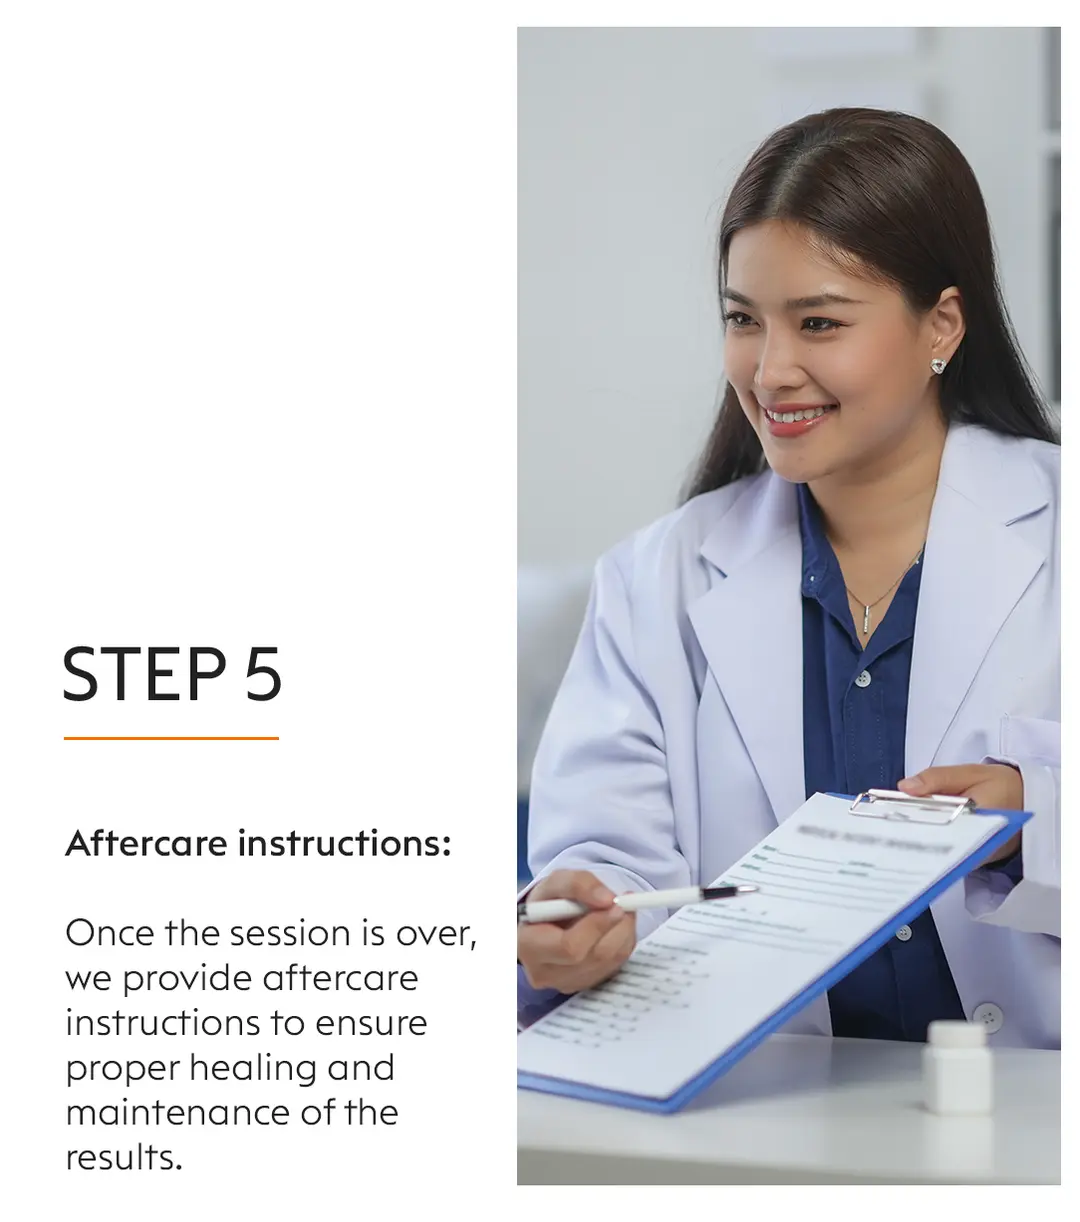 STEP 5
Aftercare instructions:
Once the session is over,
we provide aftercare
instructions to ensure
proper healing and
maintenance of the
results.